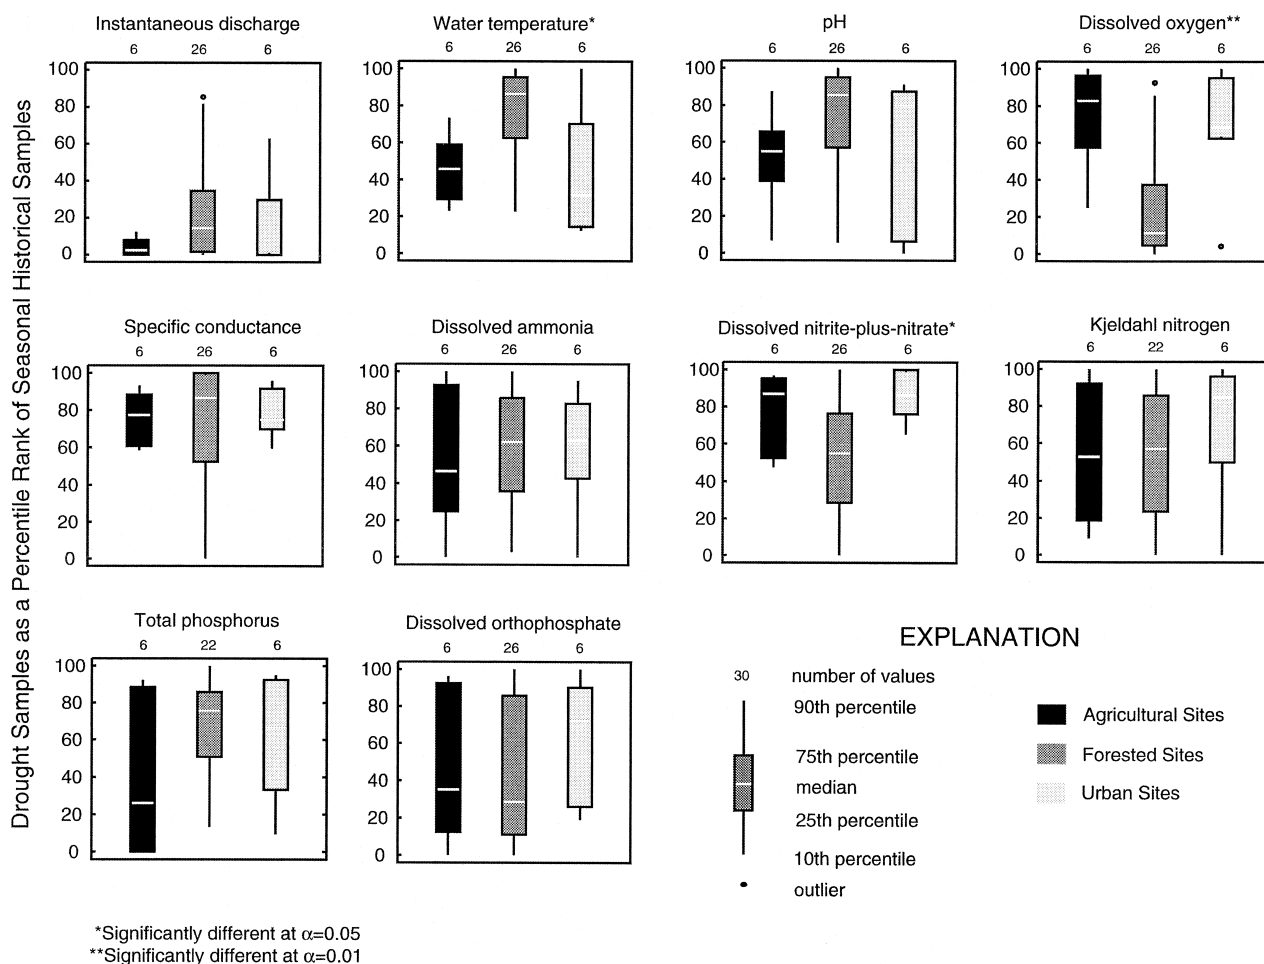 Drought Samples as a Percentile Rank of Seasonal Historical Samples
Instantaneous discharge
6 26 6
100
80
60
40
20
0
Water temperature*
6 26 6
100
80
60
40
20
0
pH
6 26 6
100
80
60
40
20
0
Dissolved oxygen**
6 26 6
100
80
60
40
20
0
Specific conductance
6 26 6
100
80
60
40
20
0
Dissolved ammonia
6 26 6
100
80
60
40
20
0
Dissolved nitrite-plus-nitrate*
6 26 6
100
80
60
40
20
0
Kjeldahl nitrogen
6 22 6
100
80
60
40
20
0
Total phosphorus
6 22 6
100
80
60
40
20
0
Dissolved orthophosphate
6 26 6
100
80
60
40
20
0
EXPLANATION
30 number of values
90th percentile
75th percentile
median
25th percentile
10th percentile
outlier
Agricultural Sites
Forested Sites
Urban Sites
*Significantly different at α=0.05
**Significantly different at α=0.01